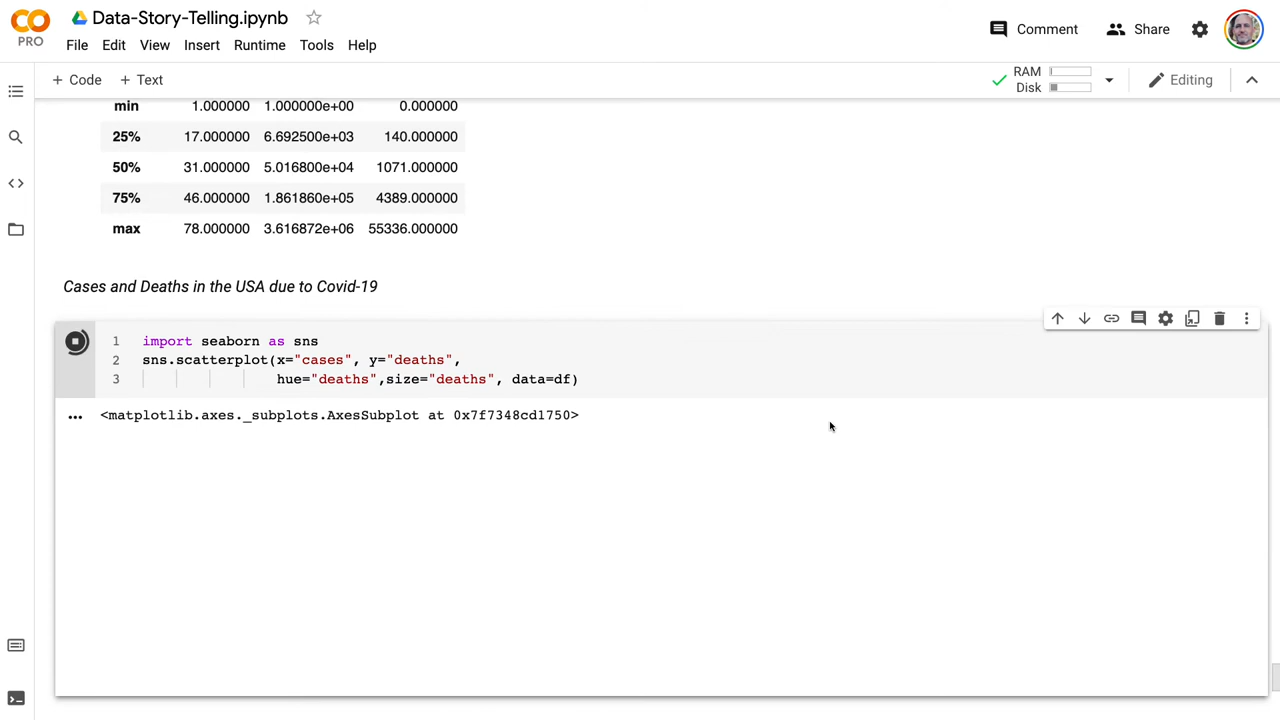 Data-Story-Telling.ipynb
PRO
File Edit View Insert Runtime Tools Help
Comment Share
+ Code + Text
RAM
Disk
Editing
min 1.000000 1.000000e+00 0.000000
25% 17.000000 6.692500e+03 140.000000
50% 31.000000 5.016800e+04 1071.000000
75% 46.000000 1.861860e+05 4389.000000
max 78.000000 3.616872e+06 55336.000000
Cases and Deaths in the USA due to Covid-19
1 import seaborn as sns
2 sns.scatterplot(x="cases", y="deaths",
3 hue="deaths",size="deaths", data=df)
<matplotlib.axes._subplots.AxesSubplot at 0x7f7348cd1750>